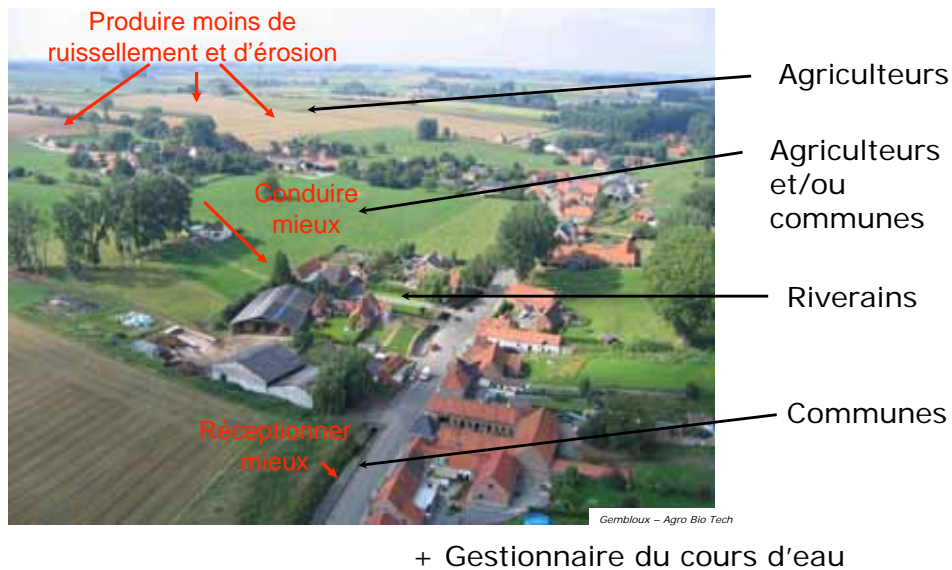 Produire moins de
ruissellement et d'érosion
Agriculteurs
Agriculteurs
et/ou
communes
Conduire
mieux
Riverains
Communes
Réceptionner
mieux
Gembloux – Agro Bio Tech
+ Gestionnaire du cours d'eau